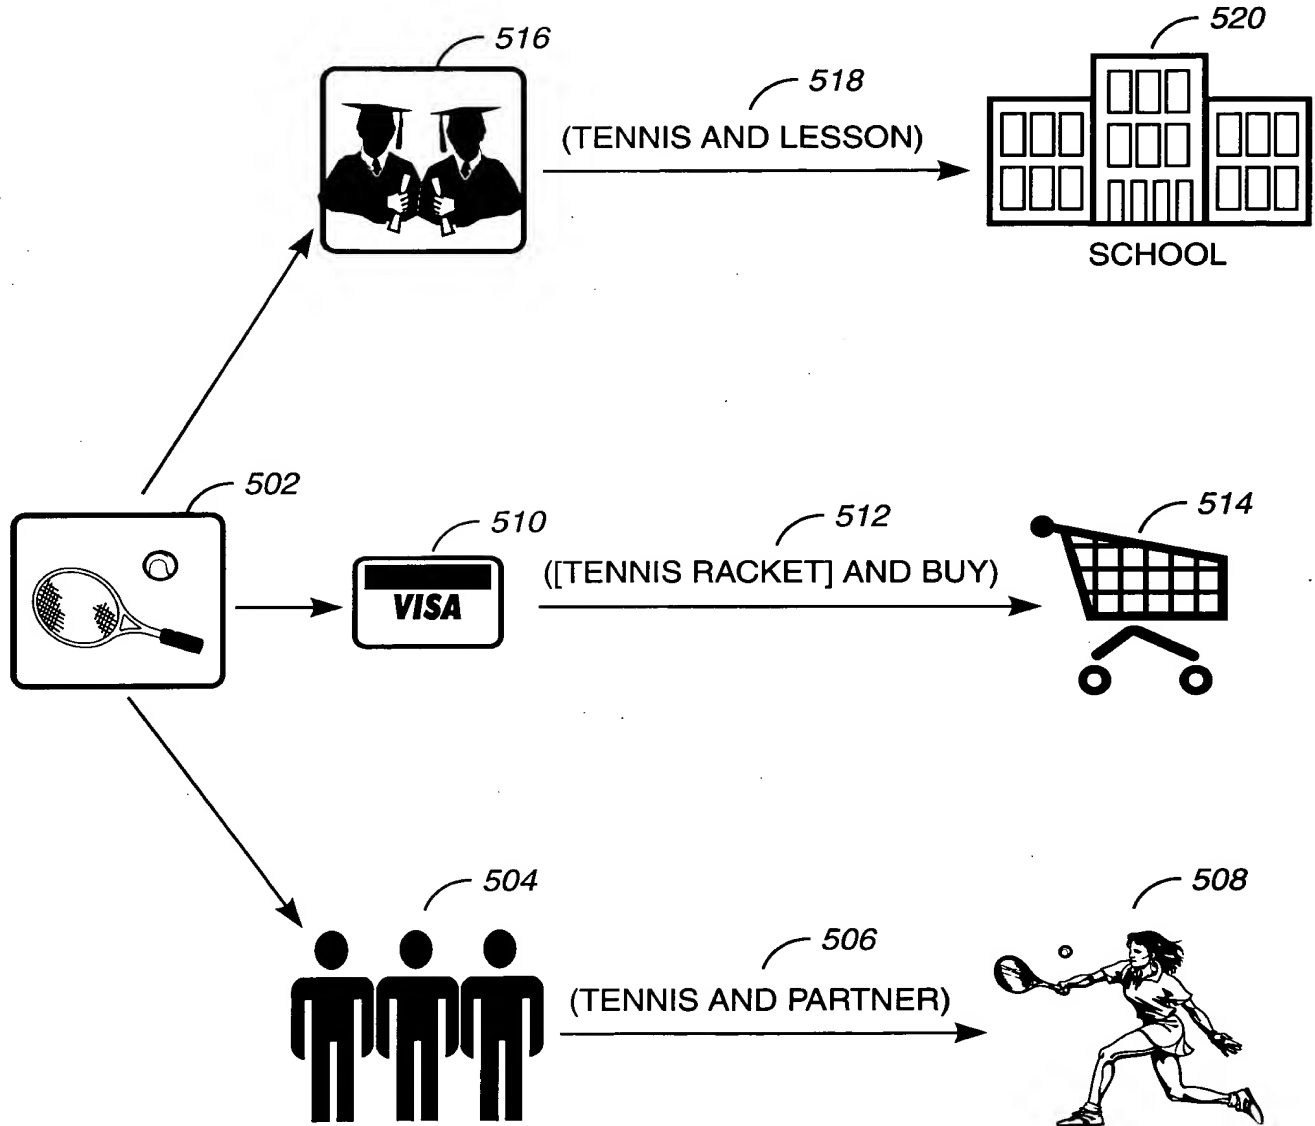 516
518
520
(TENNIS AND LESSON)
SCHOOL
502
510
512
514
([TENNIS RACKET] AND BUY)
VISA
504
506
508
(TENNIS AND PARTNER)